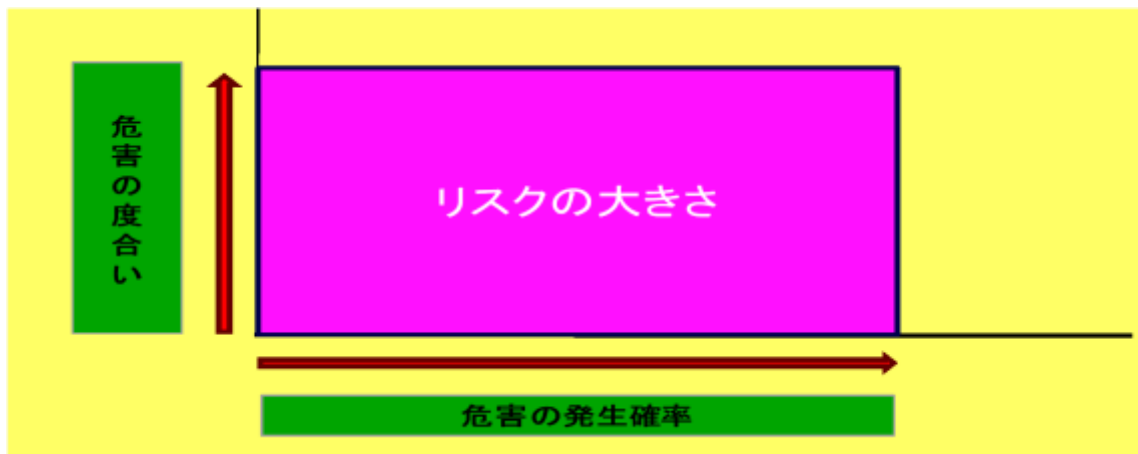 危害の度合い
リスクの大きさ
危害の発生確率